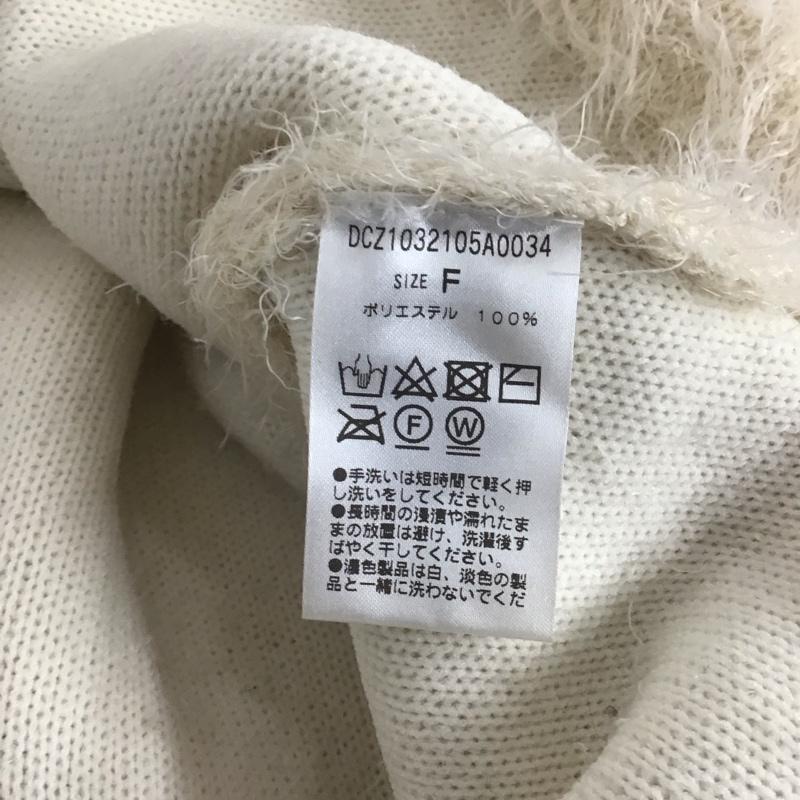 DCZ1032105A0034
SIZE F
ポリエステル 100%
F W
●手洗いは短時間で軽く押
し洗いをしてください。
●長時間の浸漬や濡れたま
まの放置は避け、洗濯後す
ばやく干してください。
●濃色製品は白、淡色の製
品と一緒に洗わないでくだ